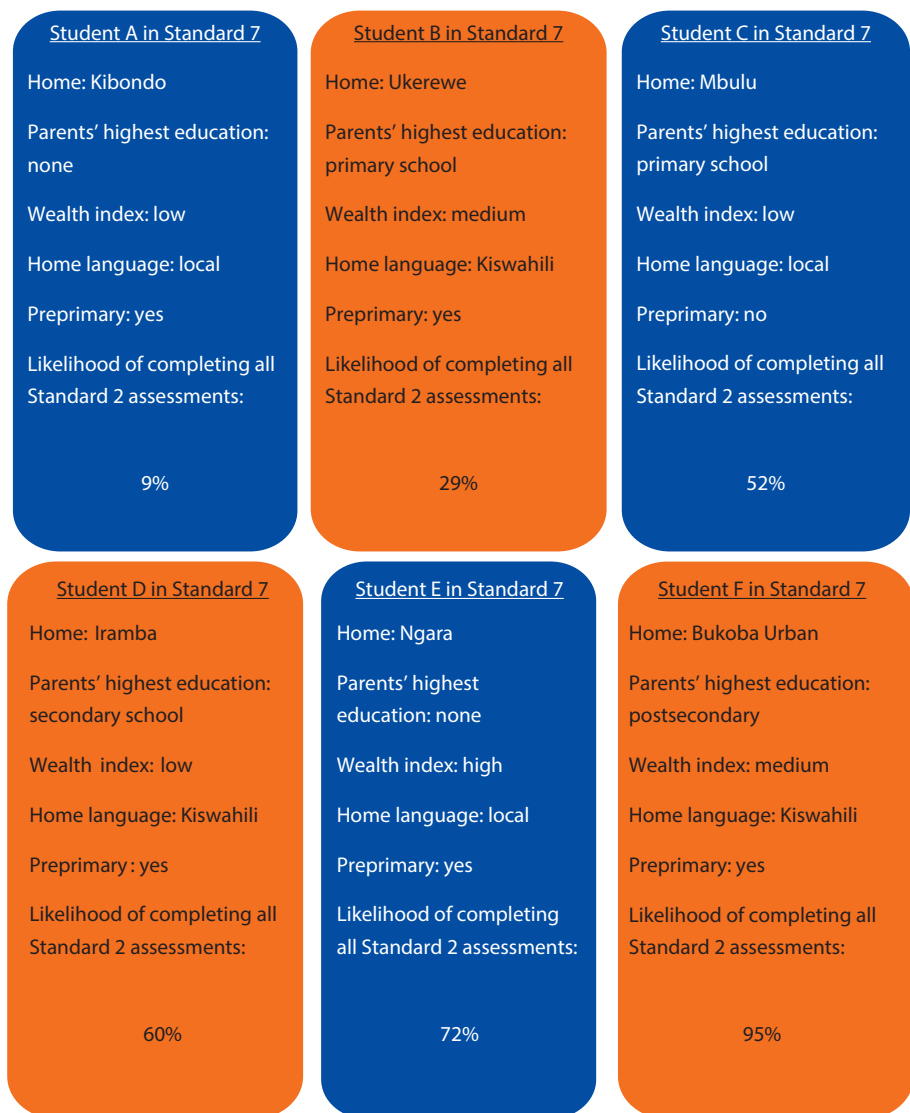 Student A in Standard 7
Home: Kibondo
Parents' highest education:
none
Wealth index: low
Home language: local
Preprimary: yes
Likelihood of completing all
Standard 2 assessments:
9%
Student B in Standard 7
Home: Ukerewe
Parents' highest education:
primary school
Wealth index: medium
Home language: Kiswahili
Preprimary: yes
Likelihood of completing all
Standard 2 assessments:
29%
Student C in Standard 7
Home: Mbulu
Parents' highest education:
primary school
Wealth index: low
Home language: local
Preprimary: no
Likelihood of completing all
Standard 2 assessments:
52%
Student D in Standard 7
Home: Iramba
Parents' highest education:
secondary school
Wealth index: low
Home language: Kiswahili
Preprimary: yes
Likelihood of completing all
Standard 2 assessments:
60%
Student E in Standard 7
Home: Ngara
Parents' highest
education: none
Wealth index: high
Home language: local
Preprimary: yes
Likelihood of completing
all Standard 2 assessments:
72%
Student F in Standard 7
Home: Bukoba Urban
Parents' highest education:
postsecondary
Wealth index: medium
Home language: Kiswahili
Preprimary: yes
Likelihood of completing all
Standard 2 assessments:
95%